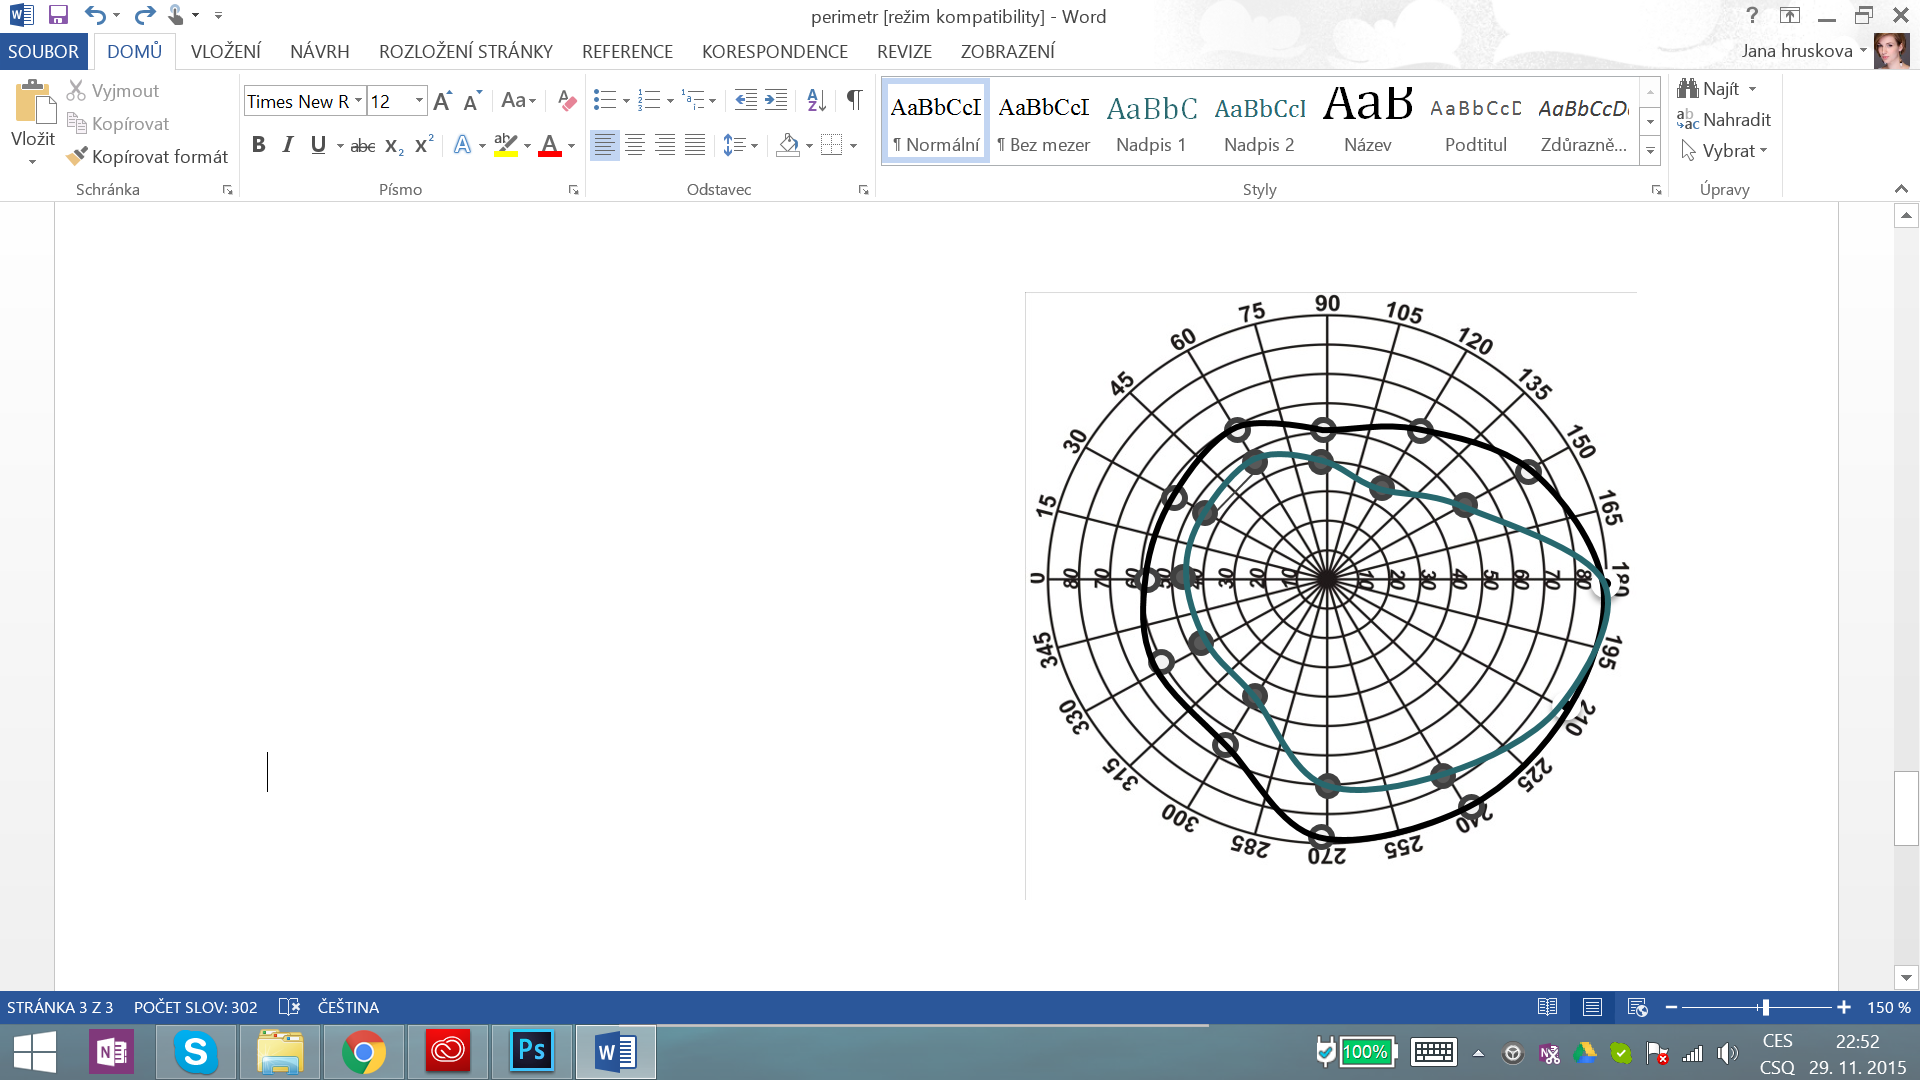 perimetr [režim kompatibility] - Word
?
SOUBOR DOMŮ VLOŽENÍ NÁVRH ROZLOŽENÍ STRÁNKY REFERENCE KORESPONDENCE REVIZE ZOBRAZENÍ
Jana hruskova
Vložit
Vyjmout
Kopírovat
Kopírovat formát
Schránka
Times New R 12
Písmo
Odstavec
AaBbCcI AaBbCcI AaBbC AaBbCcI AaB AaBbCcD AaBbCcD
¶ Normální ¶ Bez mezer Nadpis 1 Nadpis 2 Název Podtitul Zdůrazně...
Styly
Najít
Nahradit
Vybrat
Úpravy
0 15 30 45 60 75 90 105 120 135 150 165 180 195 210 225 240 255 270 285 300 315 330 345
80 70 60 50 30 20 10 10 20 30 40 50 60 70 80
STRÁNKA 3 Z 3 POČET SLOV: 302 ČEŠTINA
150 %
100%
CES 22:52
CSQ 29. 11. 2015